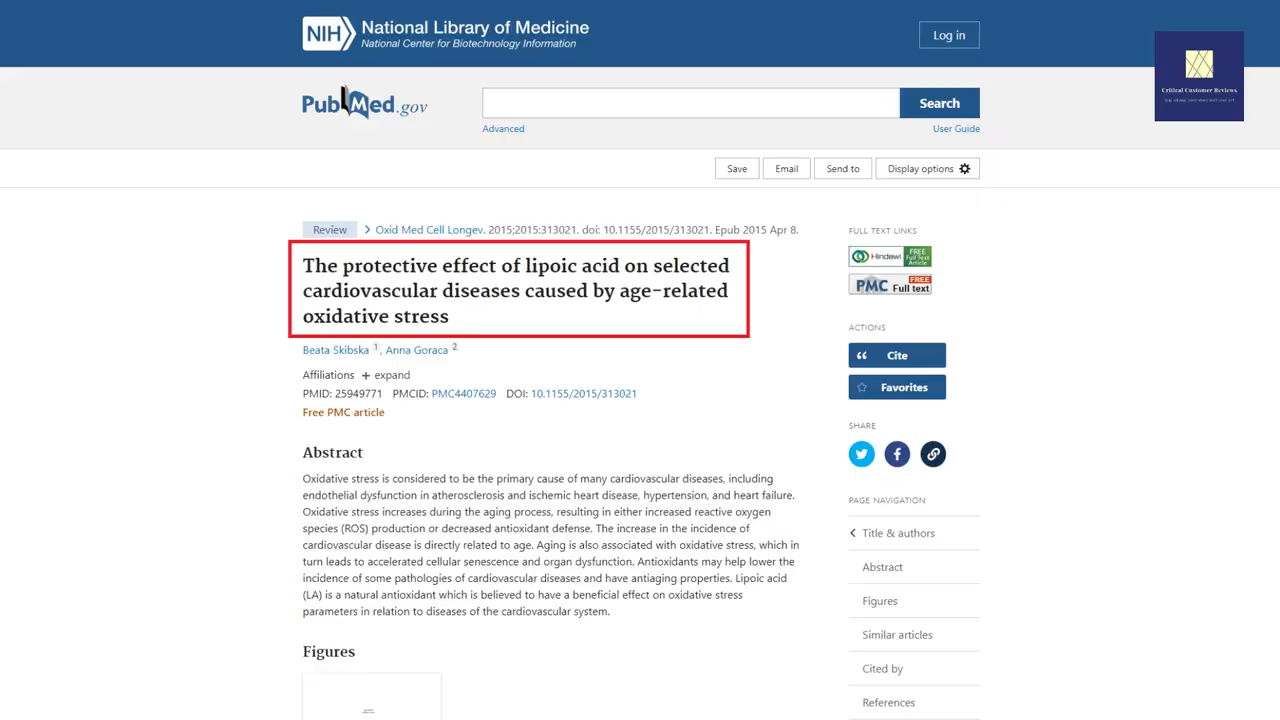 NIH
National Library of Medicine
National Center for Biotechnology Information
Log in
Critical Customer Reviews
PubMed.gov
Search
Advanced
User Guide
Save
Email
Send to
Display options
Review
Oxid Med Cell Longev. 2015;2015:313021. doi: 10.1155/2015/313021. Epub 2015 Apr 8.
The protective effect of lipoic acid on selected
cardiovascular diseases caused by age-related
oxidative stress
Beata Skibska 1, Anna Goraca 2
Affiliations + expand
PMID: 25949771 PMCID: PMC4407629 DOI: 10.1155/2015/313021
Free PMC article
Abstract
Oxidative stress is considered to be the primary cause of many cardiovascular diseases, including
endothelial dysfunction in atherosclerosis and ischemic heart disease, hypertension, and heart failure.
Oxidative stress increases during the aging process, resulting in either increased reactive oxygen
species (ROS) production or decreased antioxidant defense. The increase in the incidence of
cardiovascular disease is directly related to age. Aging is also associated with oxidative stress, which in
turn leads to accelerated cellular senescence and organ dysfunction. Antioxidants may help lower the
incidence of some pathologies of cardiovascular diseases and have antiaging properties. Lipoic acid
(LA) is a natural antioxidant which is believed to have a beneficial effect on oxidative stress
parameters in relation to diseases of the cardiovascular system.
Figures
FULL TEXT LINKS
Hindawi FREE Full Text Article
PMC FREE Full text
ACTIONS
Cite
Favorites
SHARE
PAGE NAVIGATION
Title & authors
Abstract
Figures
Similar articles
Cited by
References